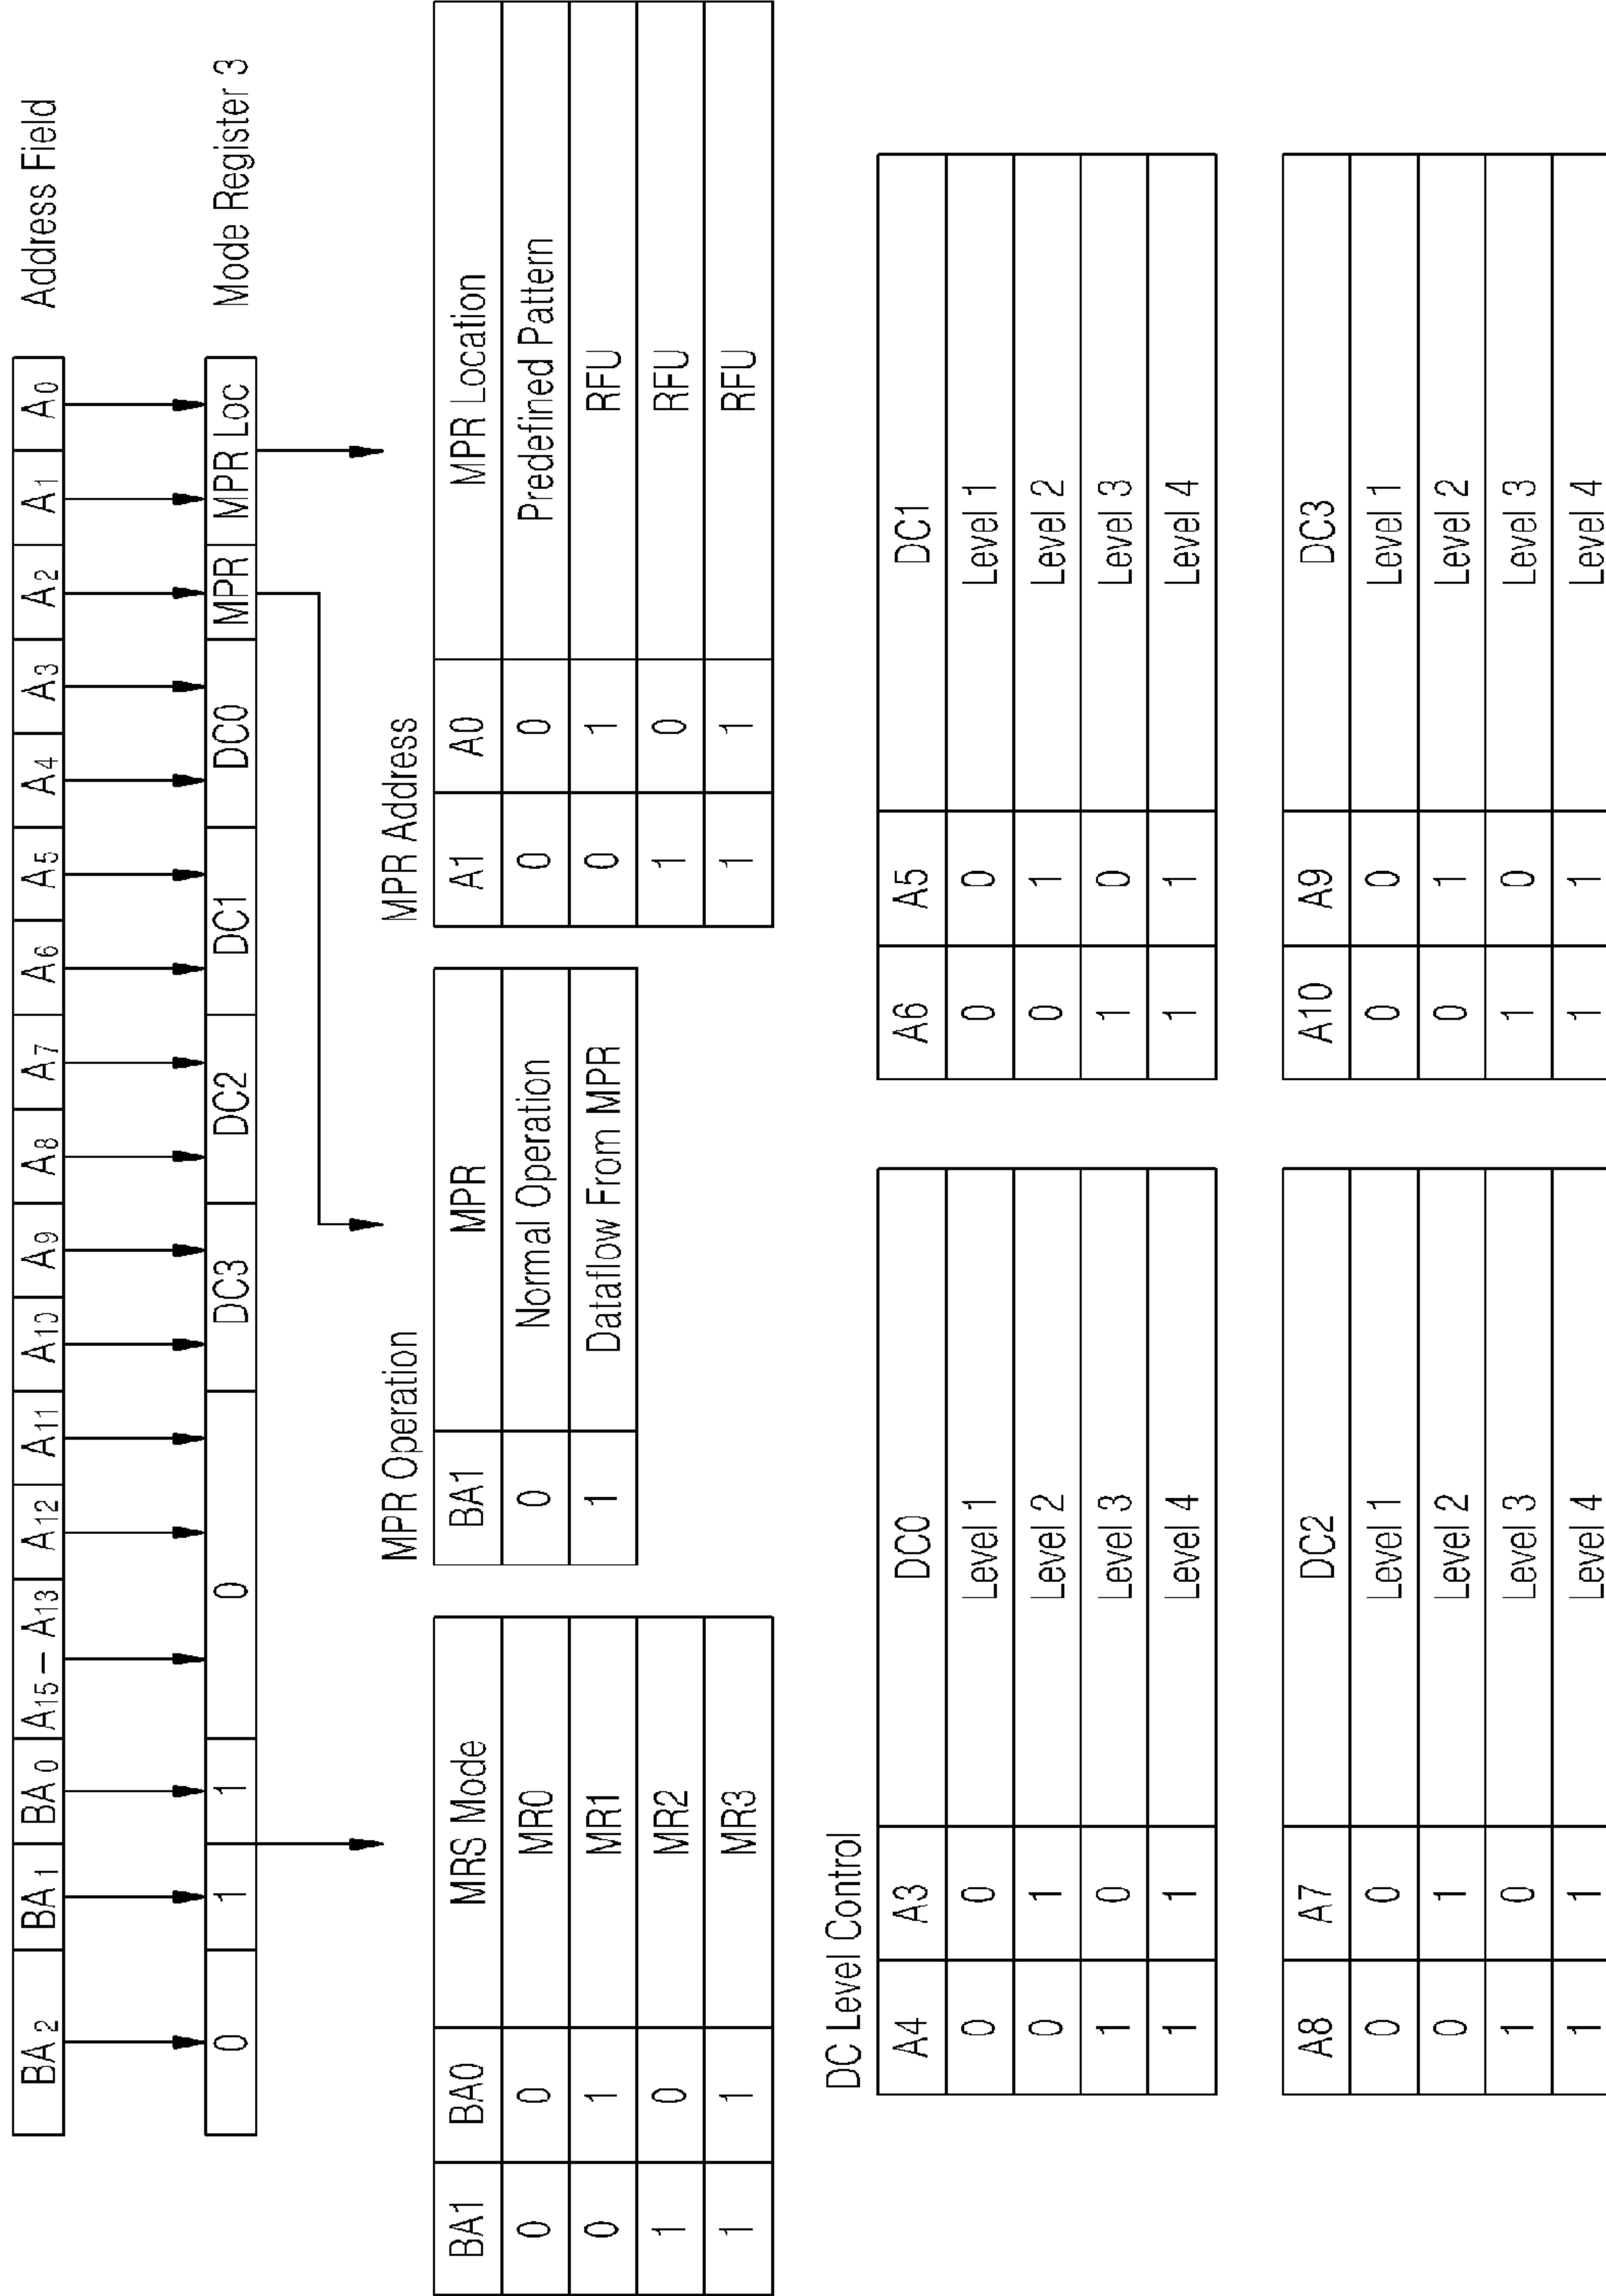 BA2 BA1 BA0 A15 – A13 A12 A11 A10 A9 A8 A7 A6 A5 A4 A3 A2 A1 A0 Address Field
0 1 1 0 DC3 DC2 DC1 DC0 MPR MPR Loc Mode Register 3
MPR Operation MPR Address
BA1 BA0 MRS Mode
0 0 MR0
0 1 MR1
1 0 MR2
1 1 MR3
BA1 MPR
0 Normal Operation
1 Dataflow From MPR
A1 A0 MPR Location
0 0 Predefined Pattern
0 1 RFU
1 0 RFU
1 1 RFU
DC Level Control
A4 A3 DC0
0 0 Level 1
0 1 Level 2
1 0 Level 3
1 1 Level 4
A6 A5 DC1
0 0 Level 1
0 1 Level 2
1 0 Level 3
1 1 Level 4
A8 A7 DC2
0 0 Level 1
0 1 Level 2
1 0 Level 3
1 1 Level 4
A10 A9 DC3
0 0 Level 1
0 1 Level 2
1 0 Level 3
1 1 Level 4